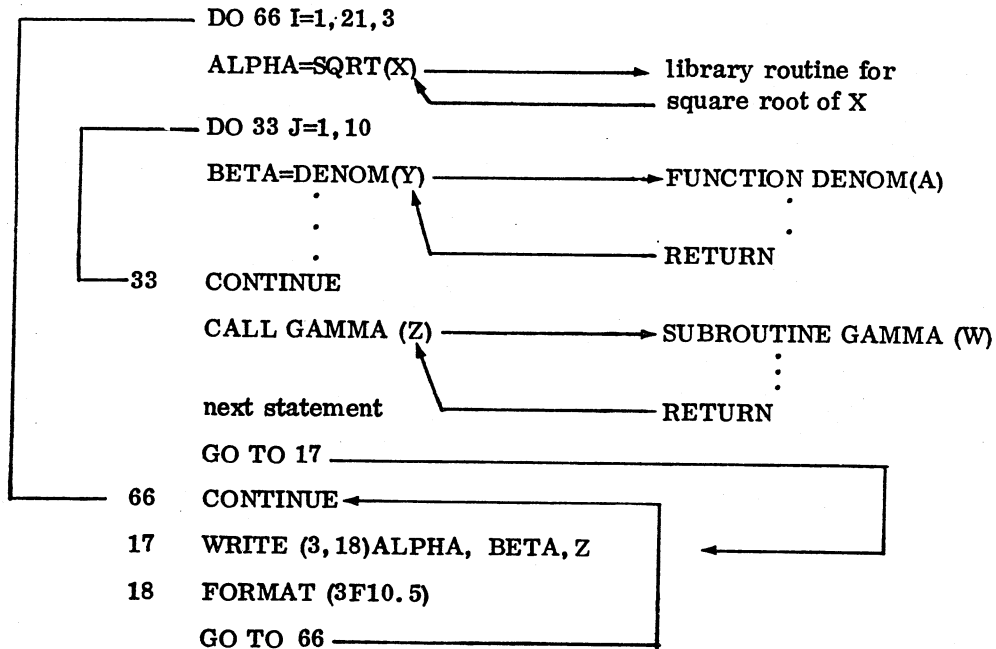 DO 66 I=1, 21, 3
ALPHA=SQRT(X) library routine for
square root of X
DO 33 J=1, 10
BETA=DENOM(Y) FUNCTION DENOM(A)
RETURN
33 CONTINUE
CALL GAMMA (Z) SUBROUTINE GAMMA (W)
next statement RETURN
GO TO 17
66 CONTINUE
17 WRITE (3, 18)ALPHA, BETA, Z
18 FORMAT (3F10.5)
GO TO 66